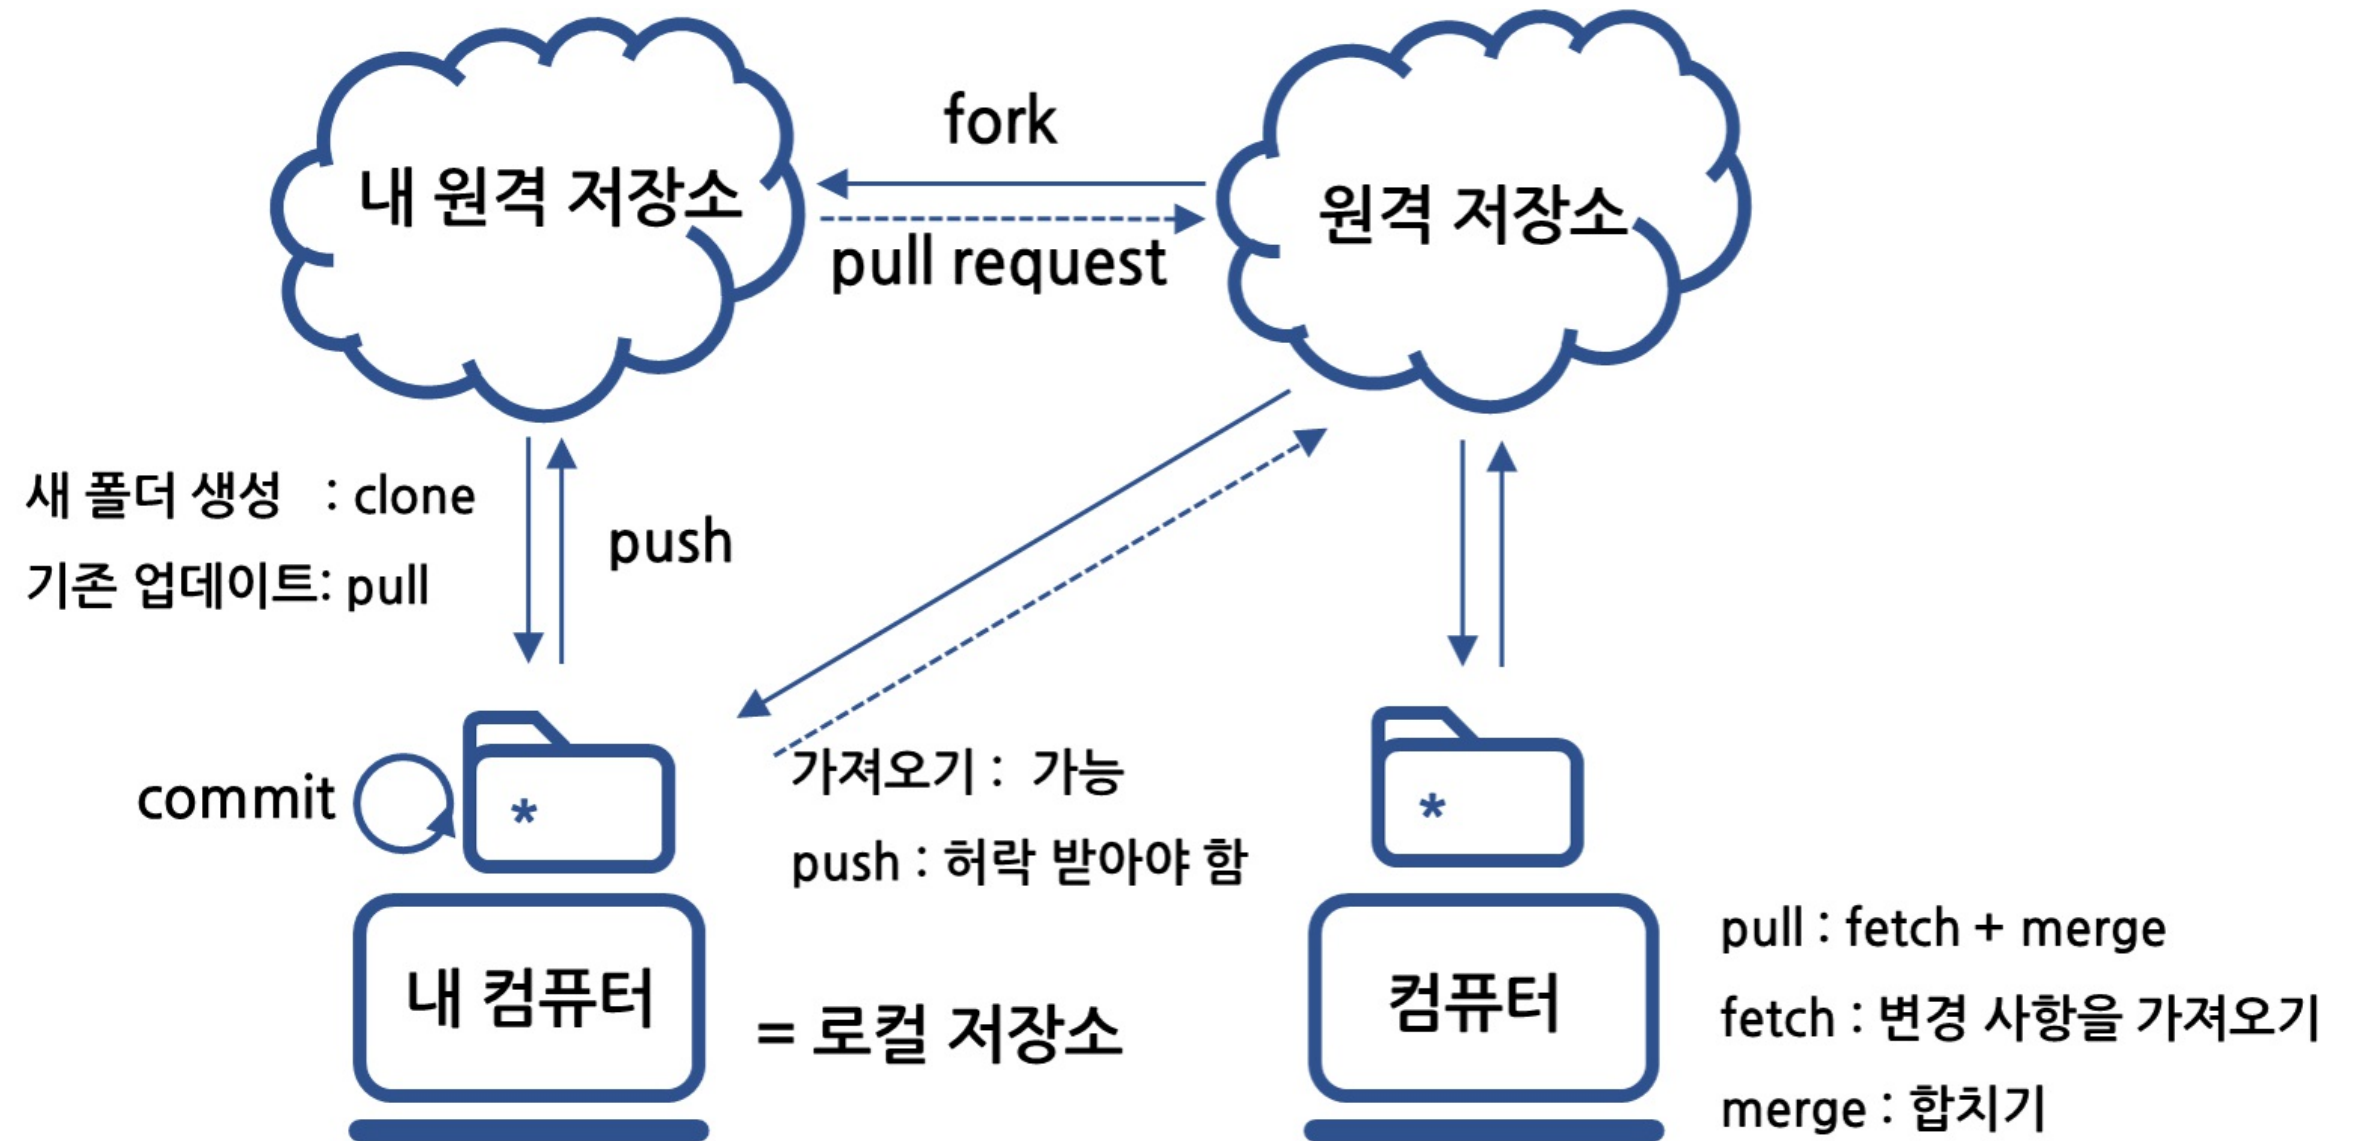 fork
내 원격 저장소
원격 저장소
pull request
새 폴더 생성 : clone
기존 업데이트: pull
push
commit
*
가져오기 : 가능
push : 허락 받아야 함
*
내 컴퓨터
= 로컬 저장소
컴퓨터
pull : fetch + merge
fetch : 변경 사항을 가져오기
merge : 합치기